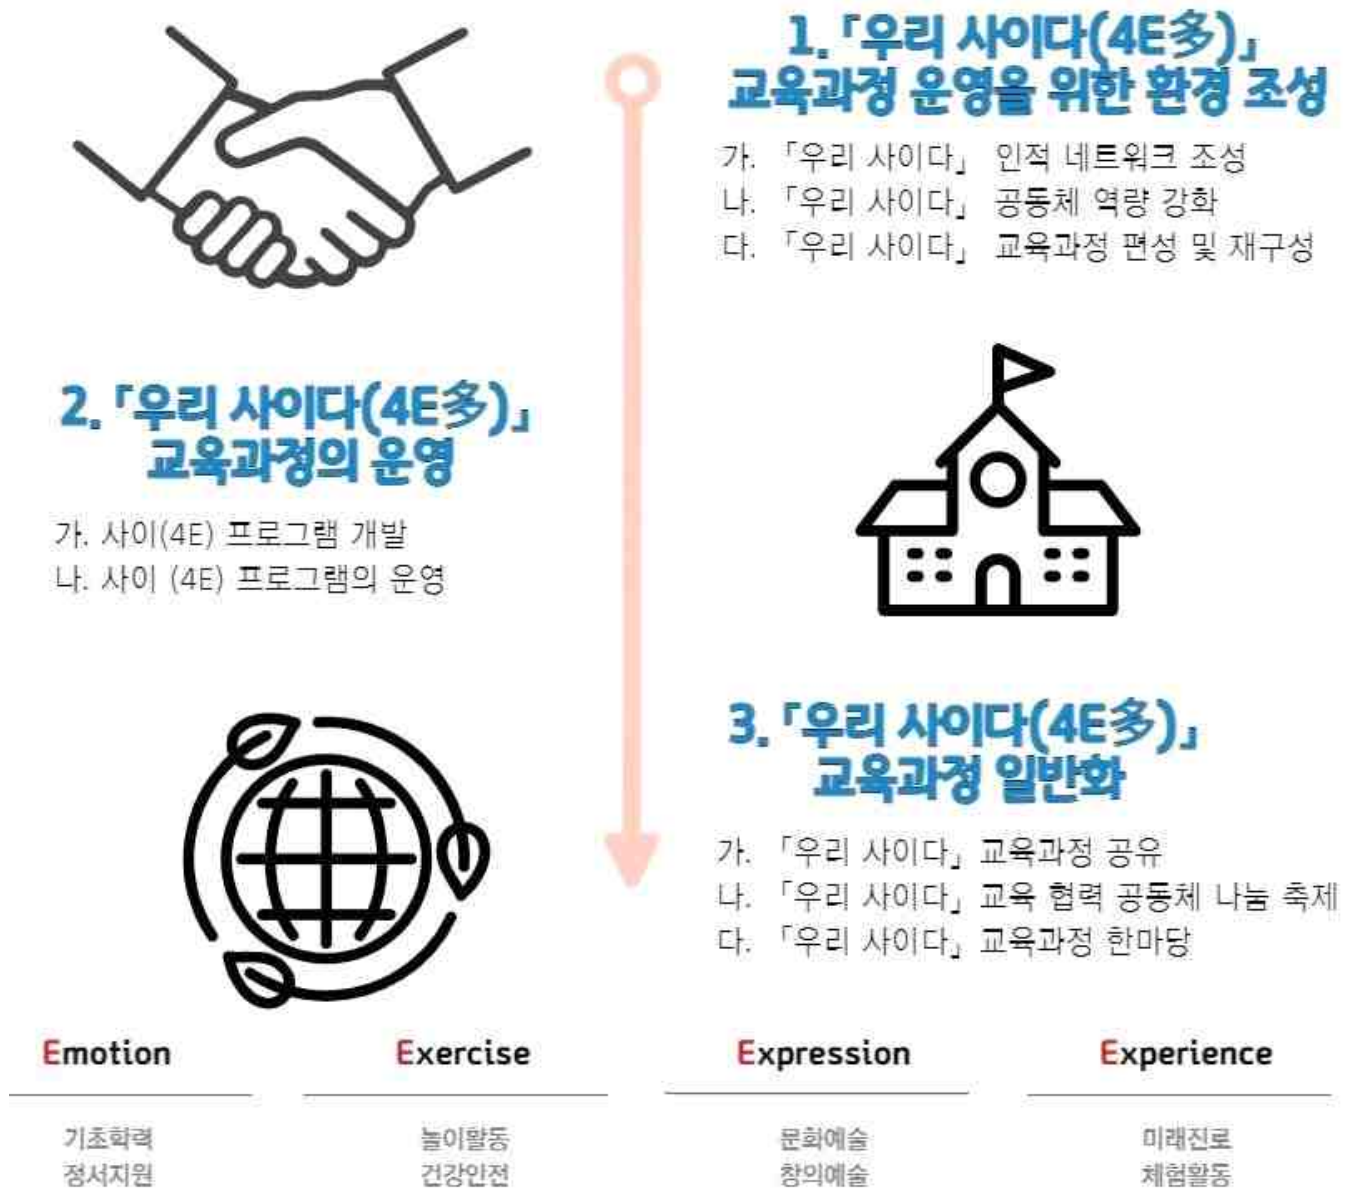 1. 「우리 사이다(4E多)」
교육과정 운영을 위한 환경 조성
가. 「우리 사이다」 인적 네트워크 조성
나. 「우리 사이다」 공동체 역량 강화
다. 「우리 사이다」 교육과정 편성 및 재구성
2. 「우리 사이다(4E多)」
교육과정의 운영
가. 사이(4E) 프로그램 개발
나. 사이 (4E) 프로그램의 운영
3. 「우리 사이다(4E多)」
교육과정 일반화
가. 「우리 사이다」 교육과정 공유
나. 「우리 사이다」 교육 협력 공동체 나눔 축제
다. 「우리 사이다」 교육과정 한마당
Emotion
기초학력
정서지원
Exercise
놀이활동
건강안전
Expression
문화예술
창의예술
Experience
미래진로
체험활동